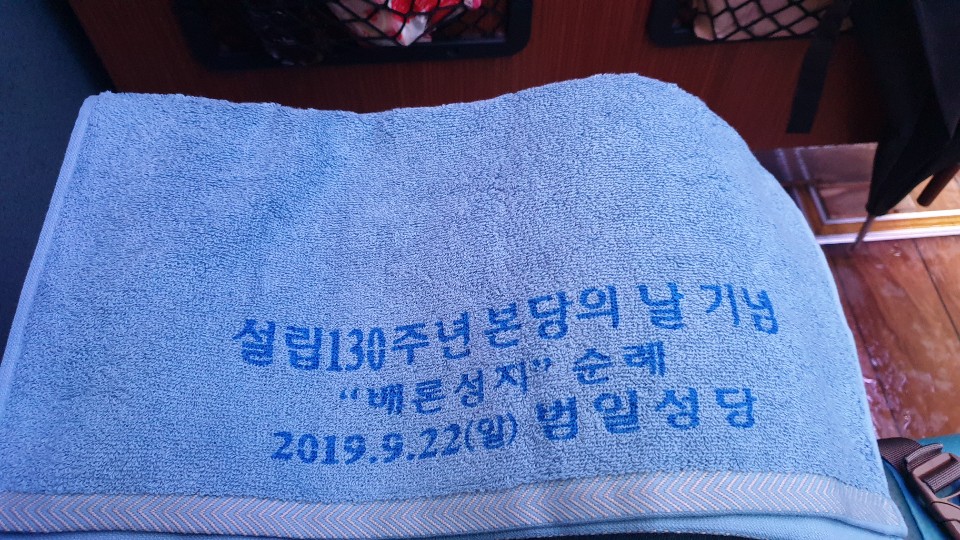 설립130주년 본당의 날 기념
“배론성지” 순례
2019.9.22(일) 범일성당